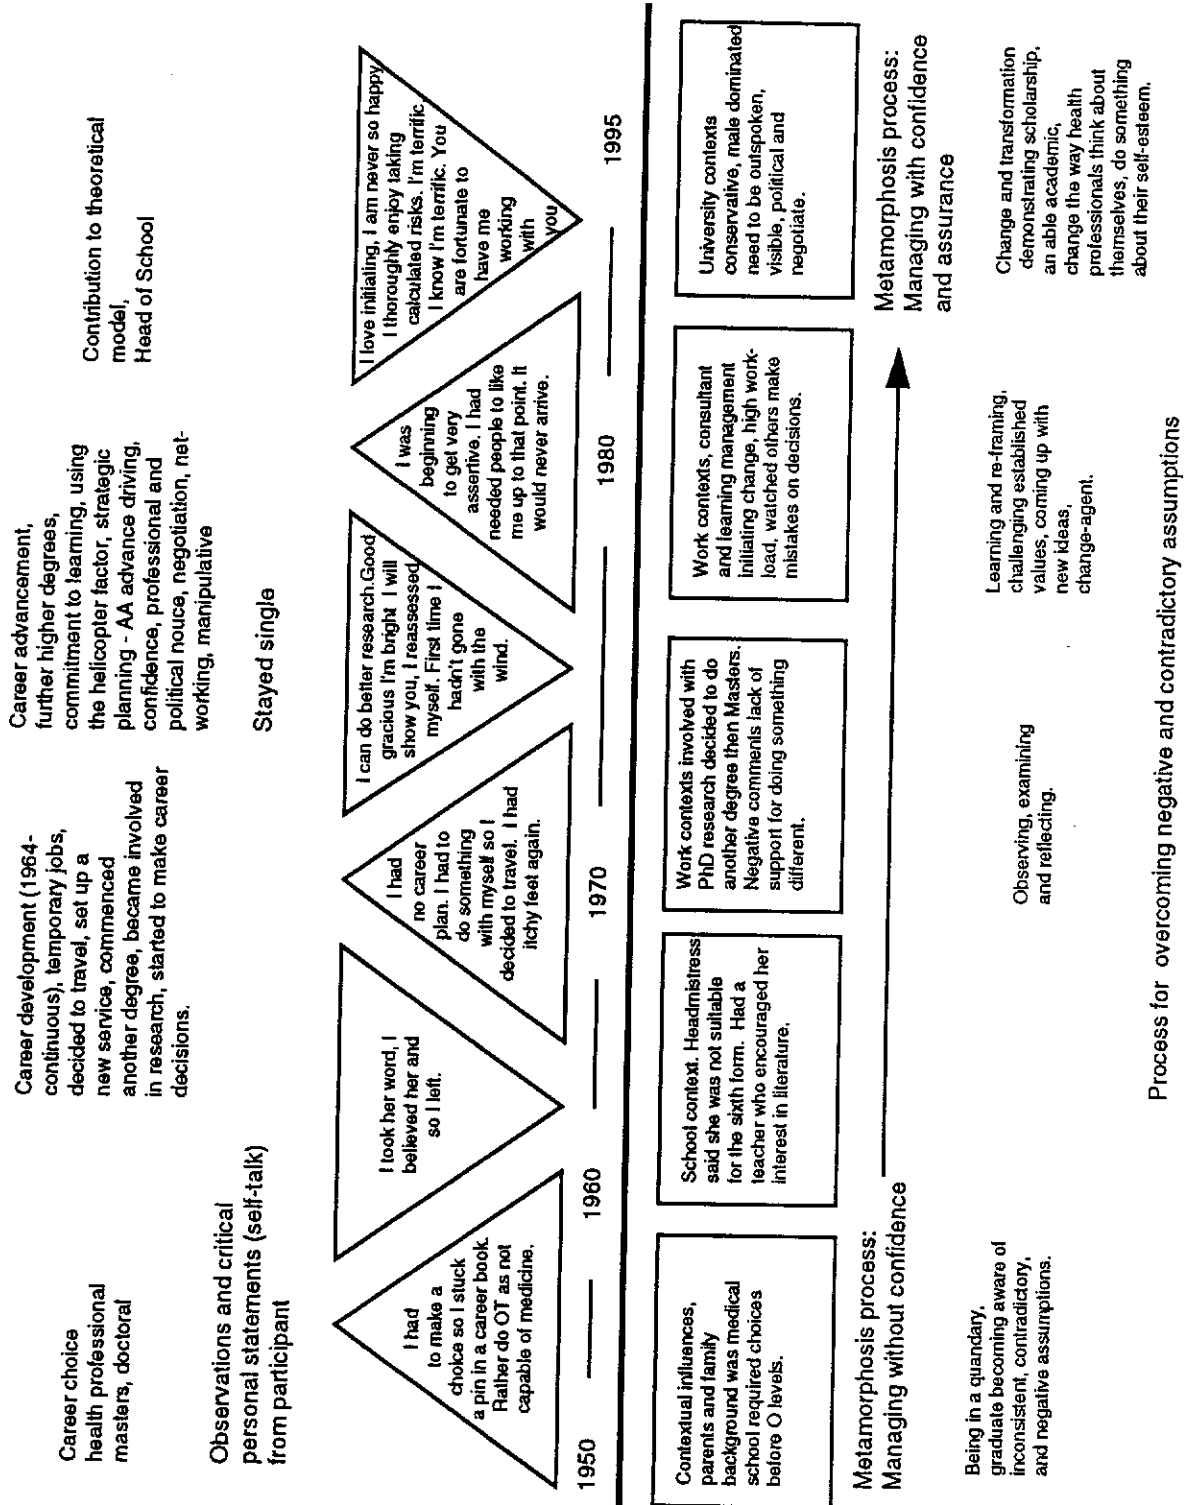 Career choice
health professional
masters, doctoral
Career development (1964-
continuous), temporary jobs,
decided to travel, set up a
new service, commenced
another degree, became involved
in research, started to make career
decisions.
Career advancement,
further higher degrees,
commitment to learning, using
the helicopter factor, strategic
planning - AA advance driving,
confidence, professional and
political nouce, negotiation, net-
working, manipulative
Contribution to theoretical
model,
Head of School
Observations and critical
personal statements (self-talk)
from participant
Stayed single
I had
to make a
choice so I stuck
a pin in a career book.
Rather do OT as not
capable of medicine.
I took her word, I
believed her and
so I left.
I had
no career
plan. I had to
do something
with myself so I
decided to travel. I had
itchy feet again.
I can do better research.Good
gracious I'm bright I will
show you, I reassessed
myself. First time I
hadn't gone
with the
wind.
I was
beginning
to get very
assertive. I had
needed people to like
me up to that point. It
would never arrive.
I love initiating, I am never so happy
I thoroughly enjoy taking
calculated risks. I'm terrific.
I know I'm terrific. You
are fortunate to
have me
working
with
you
1950
1960
1970
1980
1995
Contextual influences,
parents and family
background was medical
school required choices
before O levels.
School context. Headmistress
said she was not suitable
for the sixth form. Had a
teacher who encouraged her
interest in literature.
Work contexts involved with
PhD research decided to do
another degree then Masters.
Negative comments lack of
support for doing something
different.
Work contexts, consultant
and learning management
initiating change, high work-
load, watched others make
mistakes on decisions.
University contexts
conservative, male dominated
need to be outspoken,
visible, political and
negotiate.
Metamorphosis process:
Managing without confidence
Metamorphosis process:
Managing with confidence
and assurance
Being in a quandary,
graduate becoming aware of
inconsistent, contradictory,
and negative assumptions.
Observing, examining
and reflecting.
Learning and re-framing,
challenging established
values, coming up with
new ideas,
change-agent.
Change and transformation
demonstrating scholarship,
an able academic,
change the way health
professionals think about
themselves, do something
about their self-esteem.
Process for overcoming negative and contradictory assumptions